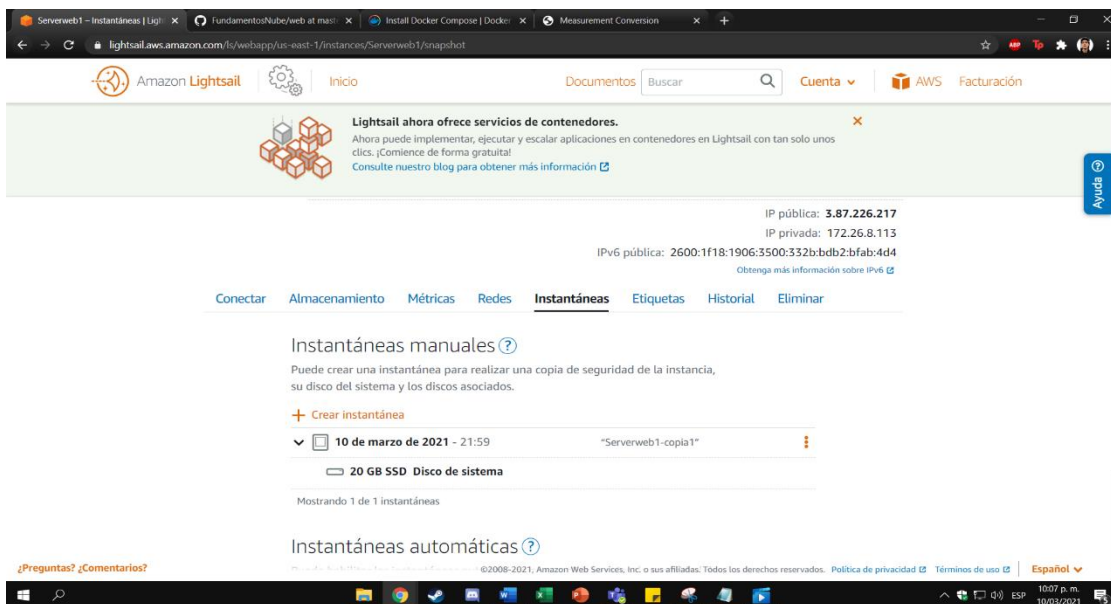 Serverweb1 – Instantáneas | Ligh
FundamentosNube/web at maste
Install Docker Compose | Docker
Measurement Conversion
lightsail.aws.amazon.com/ls/webapp/us-east-1/instances/Serverweb1/snapshot
ABP
Tp
Amazon Lightsail
Inicio
Documentos
Buscar
Cuenta
AWS
Facturación
Lightsail ahora ofrece servicios de contenedores.
Ahora puede implementar, ejecutar y escalar aplicaciones en contenedores en Lightsail con tan solo unos
clics. ¡Comience de forma gratuita!
Consulte nuestro blog para obtener más información
Ayuda
IP pública: 3.87.226.217
IP privada: 172.26.8.113
IPv6 pública: 2600:1f18:1906:3500:332b:bdb2:bfab:4d4
Obtenga más información sobre IPv6
Conectar Almacenamiento Métricas Redes Instantáneas Etiquetas Historial Eliminar
Instantáneas manuales
Puede crear una instantánea para realizar una copia de seguridad de la instancia,
su disco del sistema y los discos asociados.
+ Crear instantánea
10 de marzo de 2021 - 21:59 "Serverweb1-copia1"
20 GB SSD Disco de sistema
Mostrando 1 de 1 instantáneas
Instantáneas automáticas
¿Preguntas? ¿Comentarios?
©2008-2021, Amazon Web Services, Inc. o sus afiliadas. Todos los derechos reservados.
Política de privacidad
Términos de uso
Español
ESP
10:07 p. m.
10/03/2021